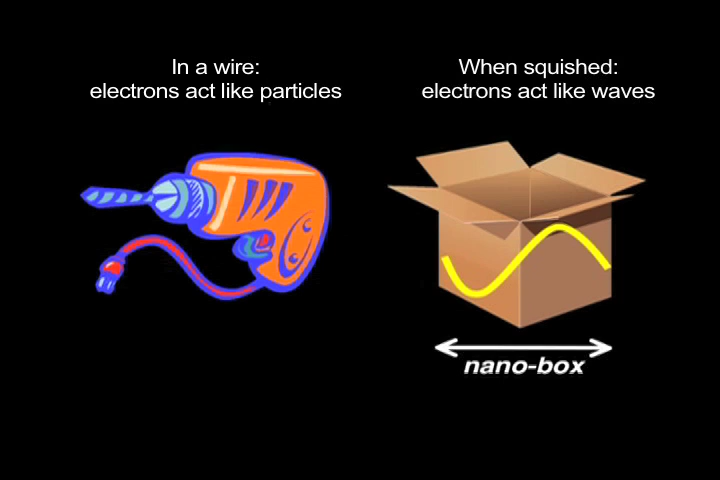 In a wire:
electrons act like particles
When squished:
electrons act like waves
nano-box